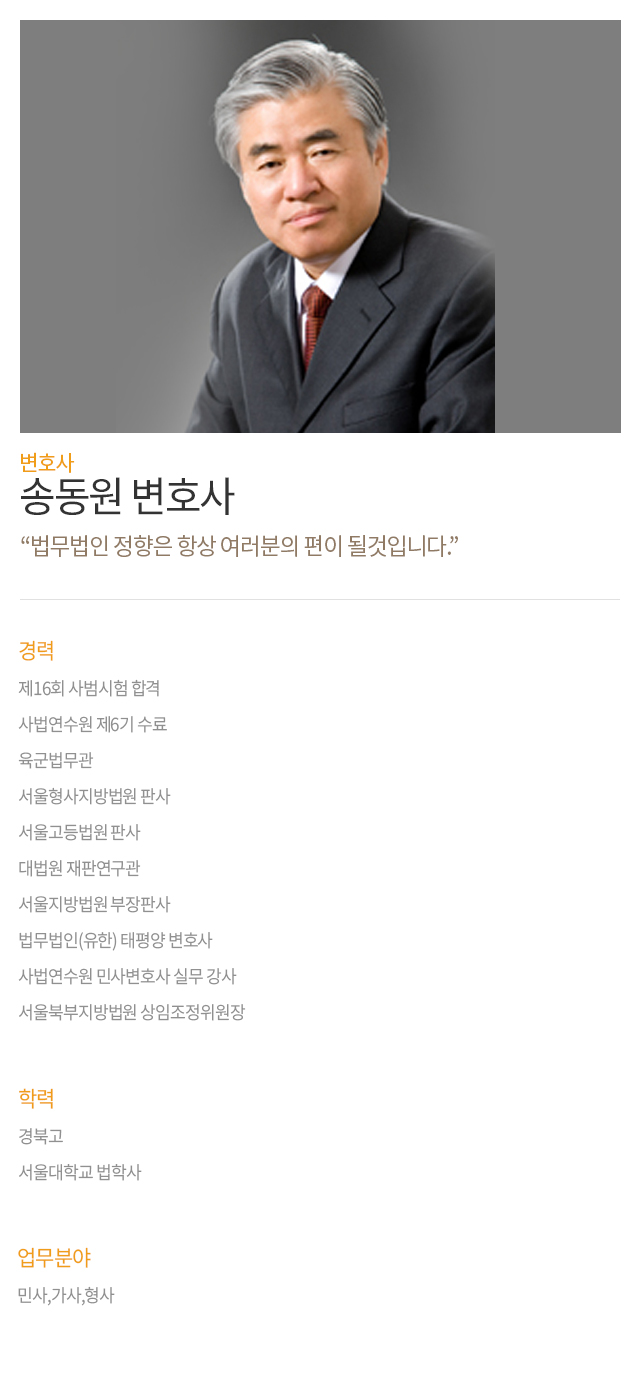 변호사
송동원 변호사
“법무법인 정향은 항상 여러분의 편이 될것입니다.”
경력
제16회 사범시험 합격
사법연수원 제6기 수료
육군법무관
서울형사지방법원 판사
서울고등법원 판사
대법원 재판연구관
서울지방법원 부장판사
법무법인(유한) 태평양 변호사
사법연수원 민사변호사 실무 강사
서울북부지방법원 상임조정위원장
학력
경북고
서울대학교 법학사
업무분야
민사,가사,형사